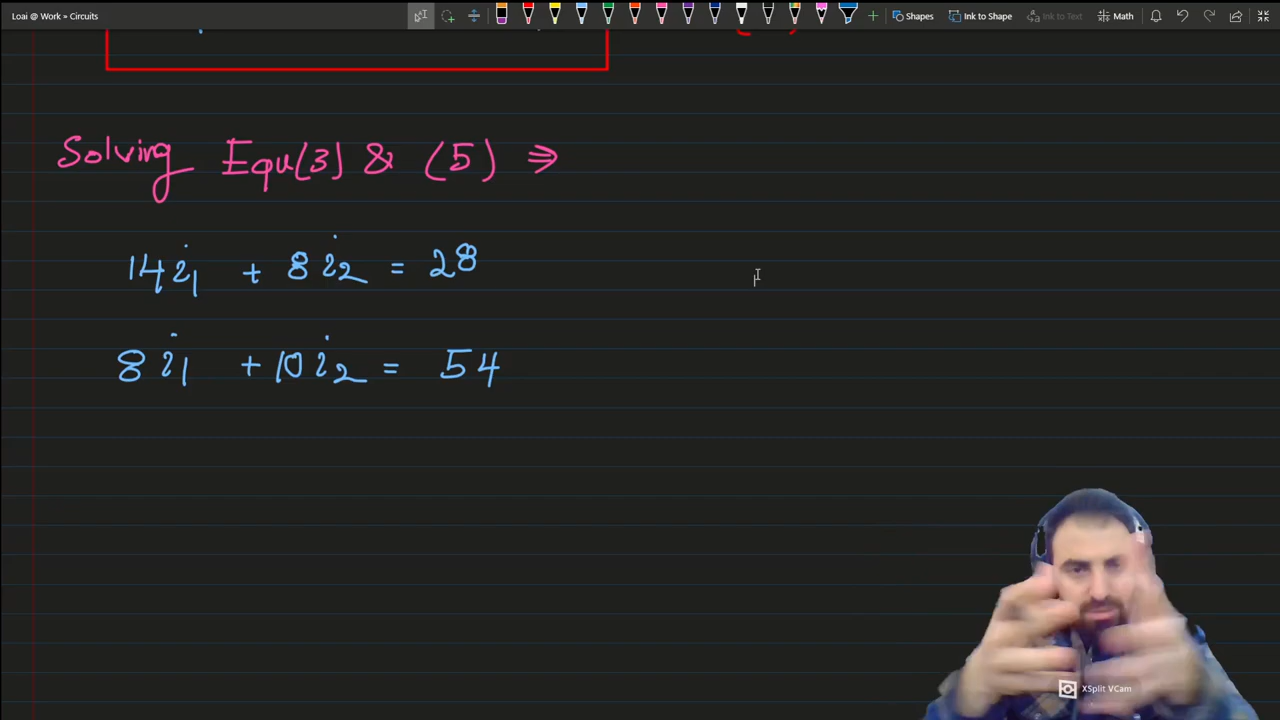 Loai @ Work » Circuits
Shapes Ink to Shape Ink to Text Math
Solving Equ(3) & (5) ⇒
14i₁ + 8i₂ = 28
8i₁ + 10i₂ = 54
XSplit VCam